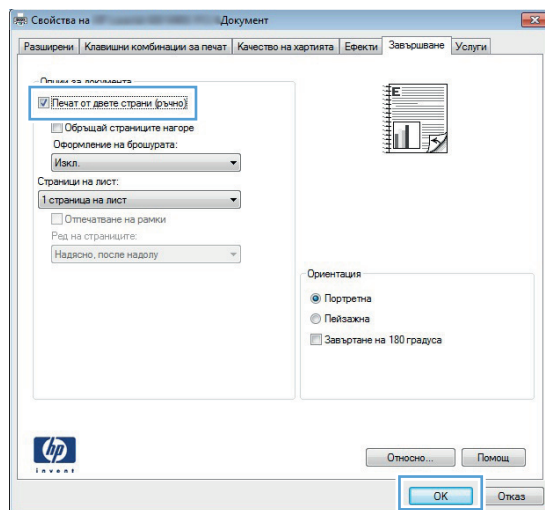 Свойства на Документ
Разширени Клавишни комбинации за печат Качество на хартията Ефекти Завършване Услуги
Опции за документа
Печат от двете страни (ръчно)
Обръщай страниците нагоре
Оформление на брошурата:
Изкл.
Страници на лист:
1 страница на лист
Отпечатване на рамки
Ред на страниците:
Надясно, после надолу
E
Ориентация
Портретна
Пейзажна
Завъртане на 180 градуса
hp
invent
Относно... Помощ
OK Отказ